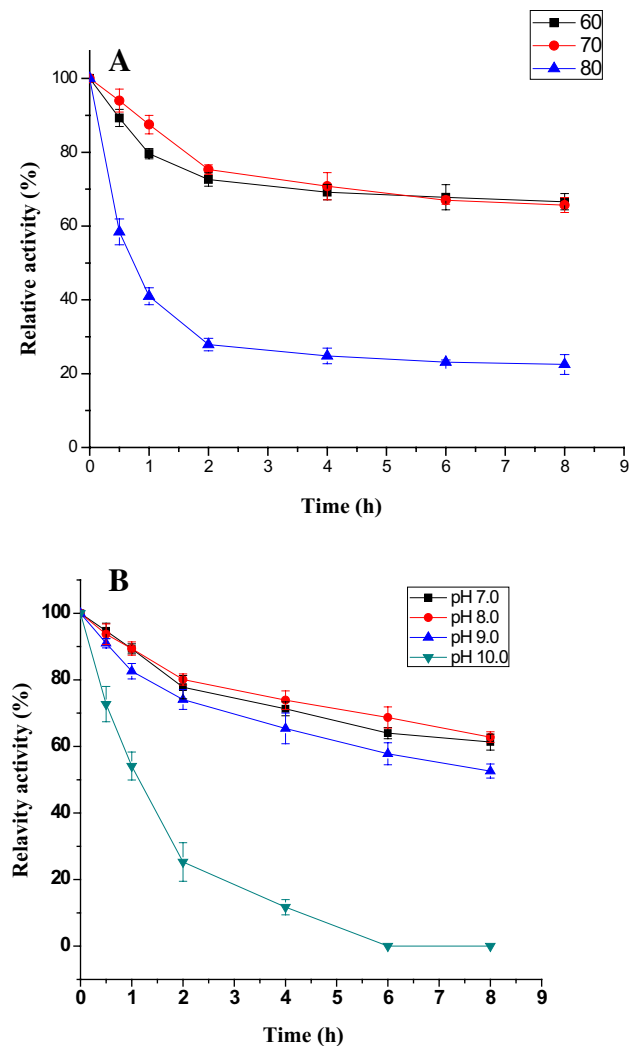 60
70
80
A
100
80
60
40
20
0
Relative activity (%)
0 1 2 3 4 5 6 7 8 9
Time (h)
B
pH 7.0
pH 8.0
pH 9.0
pH 10.0
100
80
60
40
20
0
Relavity activity (%)
0 1 2 3 4 5 6 7 8 9
Time (h)